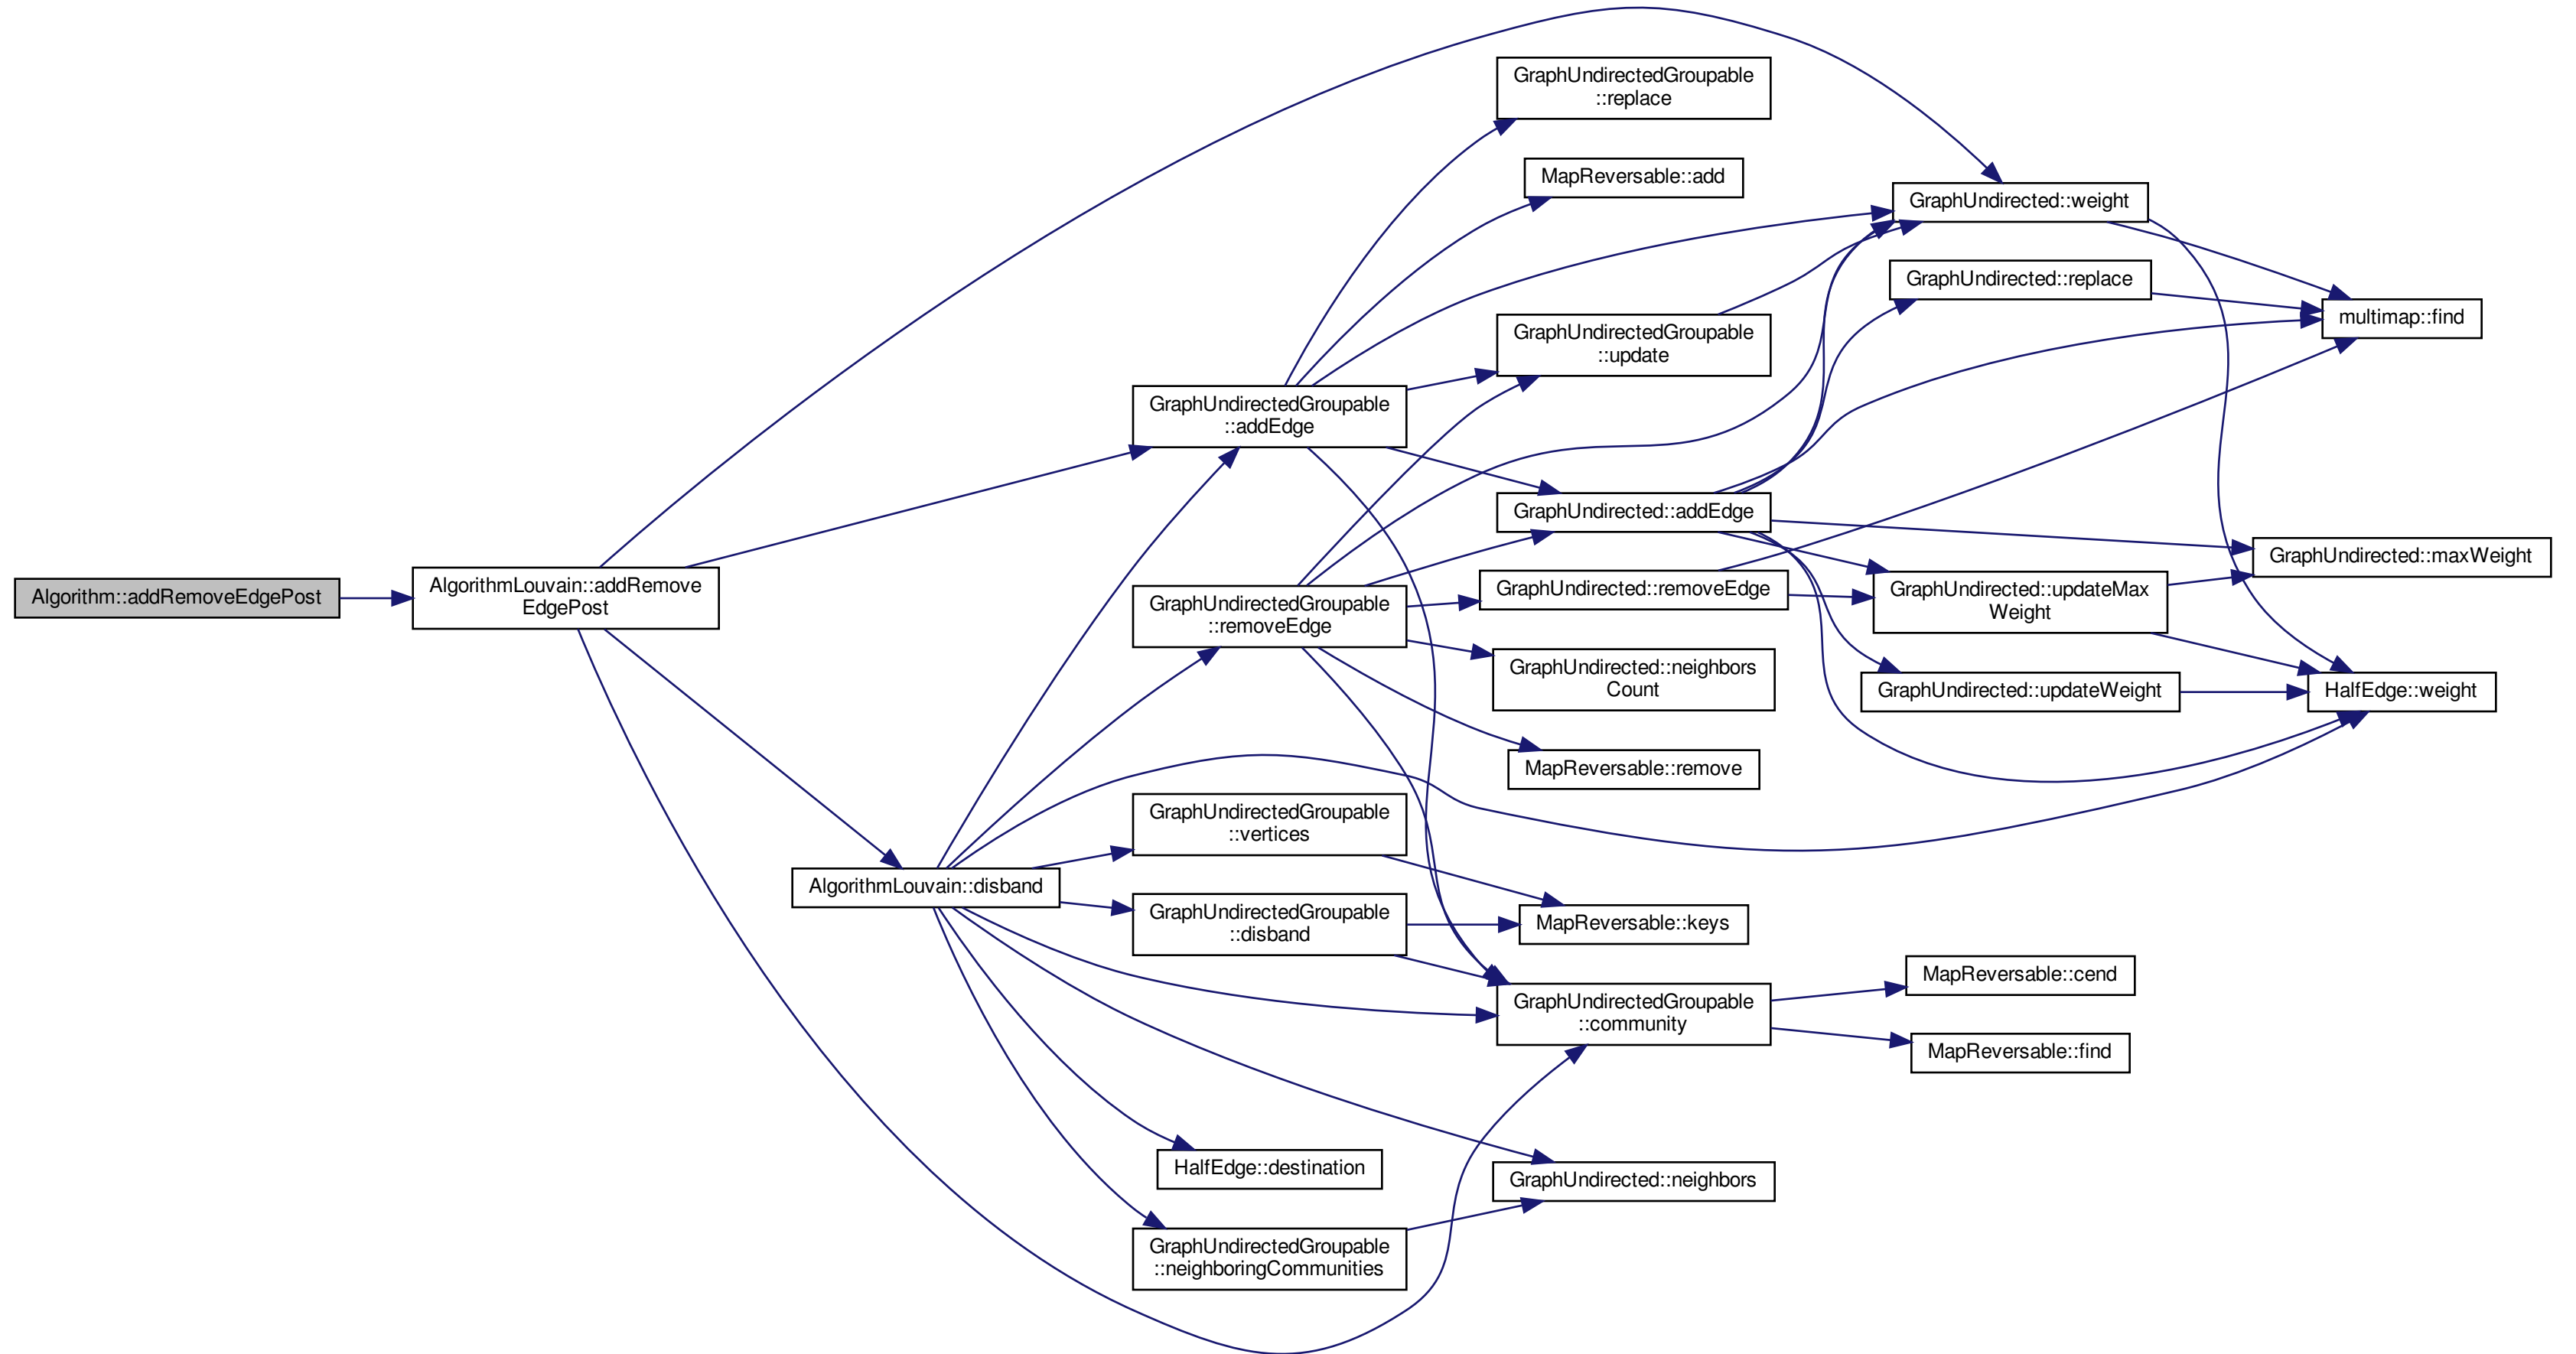 Algorithm::addRemoveEdgePost
AlgorithmLouvain::addRemove
EdgePost
AlgorithmLouvain::disband
GraphUndirectedGroupable
::addEdge
GraphUndirectedGroupable
::removeEdge
GraphUndirectedGroupable
::vertices
GraphUndirectedGroupable
::disband
HalfEdge::destination
GraphUndirectedGroupable
::neighboringCommunities
GraphUndirectedGroupable
::replace
MapReversable::add
GraphUndirectedGroupable
::update
GraphUndirected::addEdge
GraphUndirected::removeEdge
GraphUndirected::neighbors
Count
MapReversable::remove
MapReversable::keys
GraphUndirectedGroupable
::community
GraphUndirected::neighbors
GraphUndirected::weight
GraphUndirected::replace
GraphUndirected::updateMax
Weight
GraphUndirected::updateWeight
MapReversable::cend
MapReversable::find
multimap::find
GraphUndirected::maxWeight
HalfEdge::weight